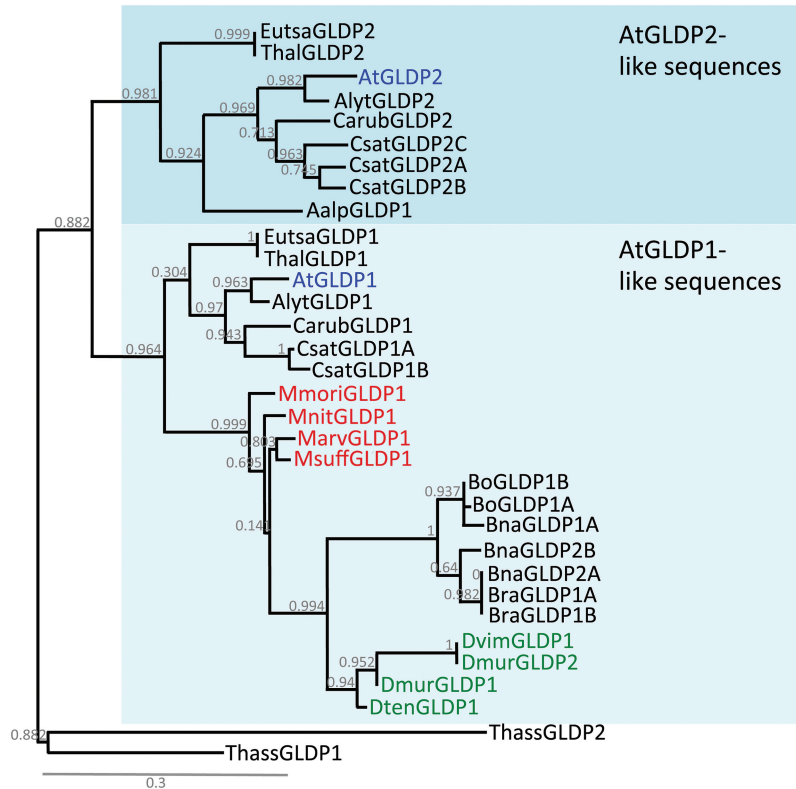 0.999
EutsaGLDP2
ThalGLDP2
AtGLDP2-
like sequences
0.982
AtGLDP2
0.981
AlytGLDP2
0.969
CarubGLDP2
0.713
CsatGLDP2C
0.924
0.963
CsatGLDP2A
0.745
CsatGLDP2B
AalpGLDP1
0.882
1
EutsaGLDP1
ThalGLDP1
AtGLDP1-
like sequences
0.304
0.963
AtGLDP1
AlytGLDP1
0.97
CarubGLDP1
0.943
0.964
1
CsatGLDP1A
CsatGLDP1B
MmoriGLDP1
0.999
MnitGLDP1
0.803
MarvGLDP1
0.695
MsuffGLDP1
BoGLDP1B
0.937
BoGLDP1A
0.141
1
BnaGLDP1A
BnaGLDP2B
0.64
0
BnaGLDP2A
0.982
BraGLDP1A
0.994
BraGLDP1B
1
DvimGLDP1
0.952
DmurGLDP2
0.94
DmurGLDP1
DtenGLDP1
0.882
ThassGLDP2
ThassGLDP1
0.3